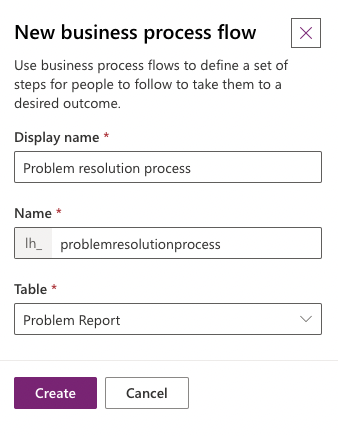 New business process flow
Use business process flows to define a set of
steps for people to follow to take them to a
desired outcome.
Display name *
Problem resolution process
Name *
lh_ problemresolutionprocess
Table *
Problem Report
Create Cancel